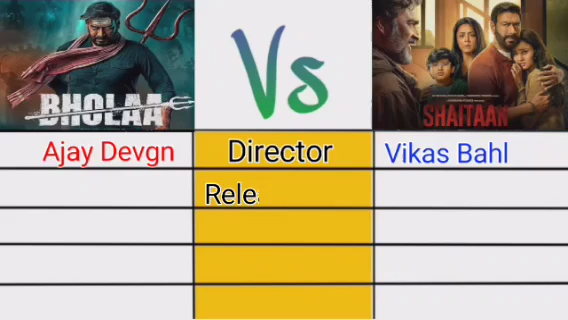 BHOLAA
Vs
SHAITAAN
Ajay Devgn
Director
Vikas Bahl
Rele